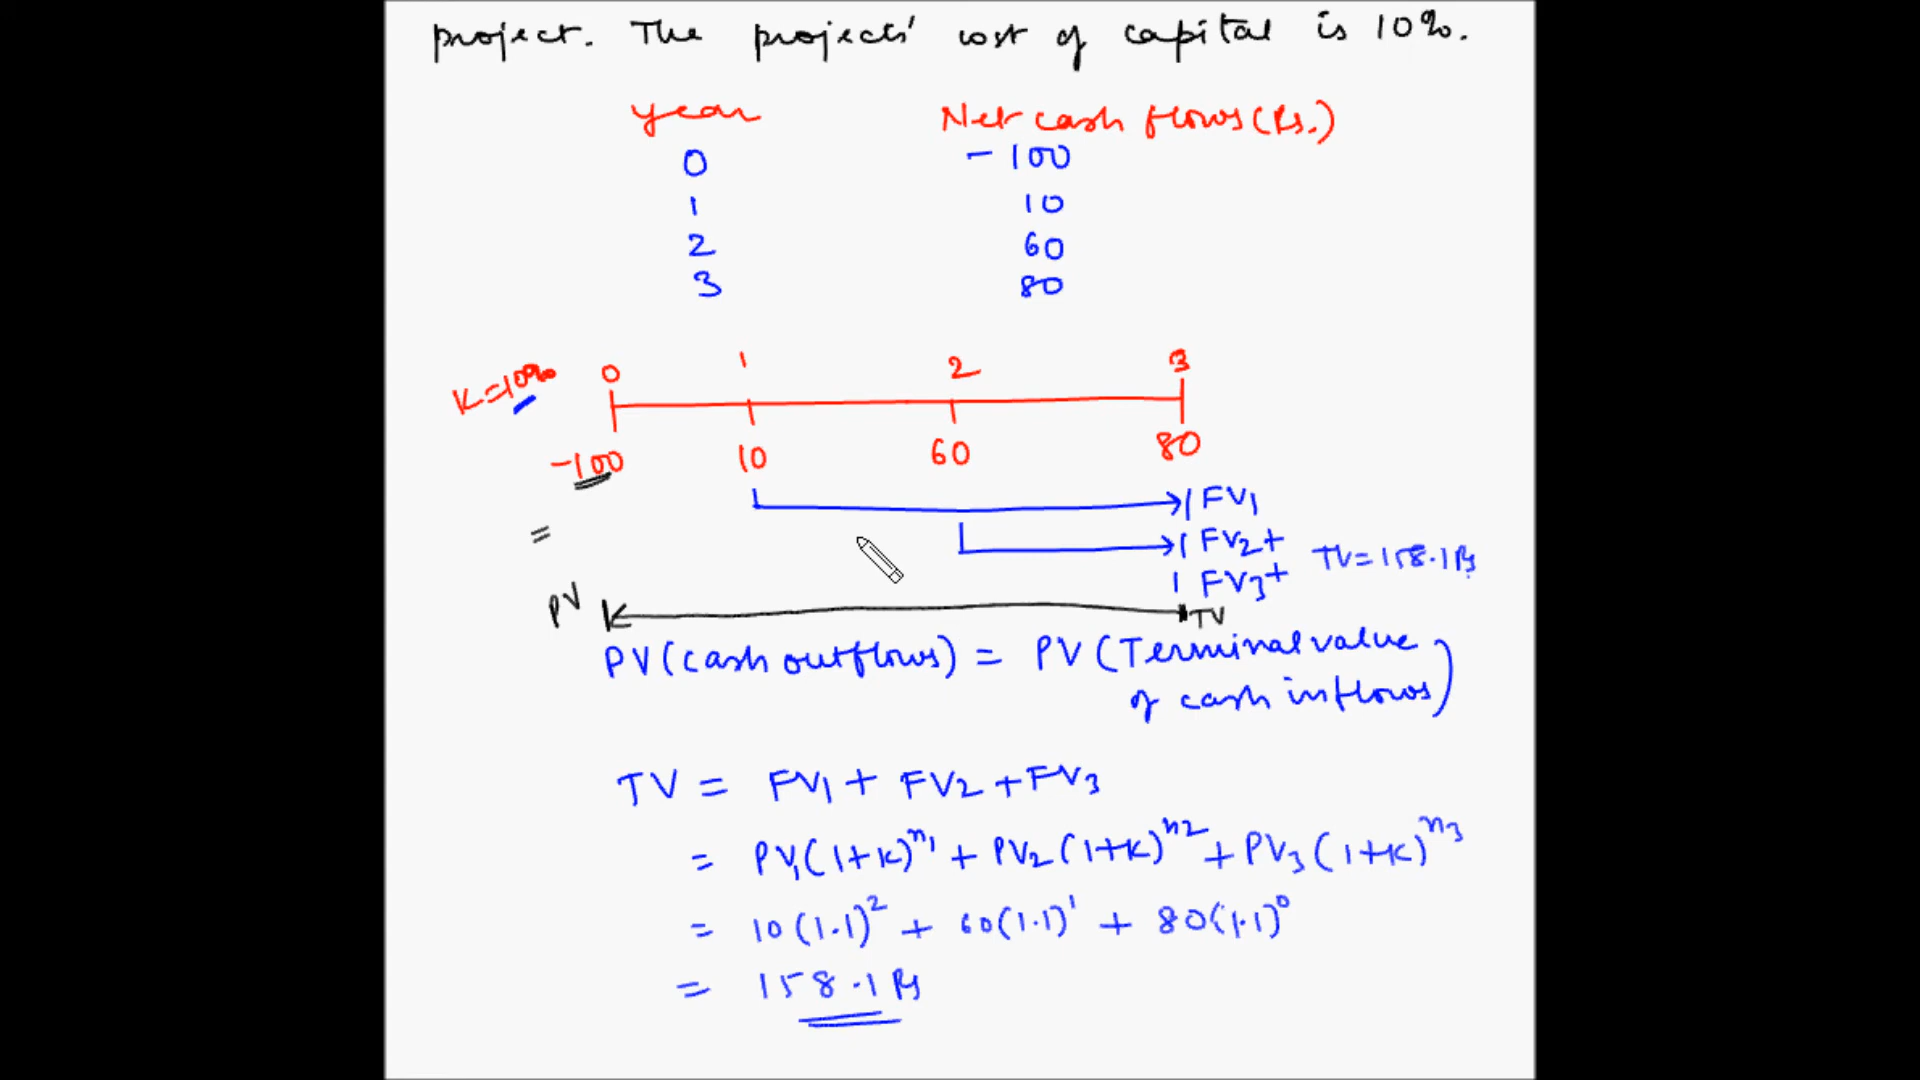 project. The projects' cost of capital is 10%.
year Net cash flows (Rs.)
0 -100
1 10
2 60
3 80
K=10% 0 1 2 3
-100 10 60 80
FV1
= FV2+ TV=158.1Rs
FV3+
PV TV
PV(cash outflows) = PV(Terminal value
of cash inflows)
TV = FV1 + FV2 + FV3
= PV1(1+K)^n1 + PV2(1+K)^n2 + PV3(1+K)^n3
= 10(1.1)^2 + 60(1.1)^1 + 80(1.1)^0
= 158.1 Rs